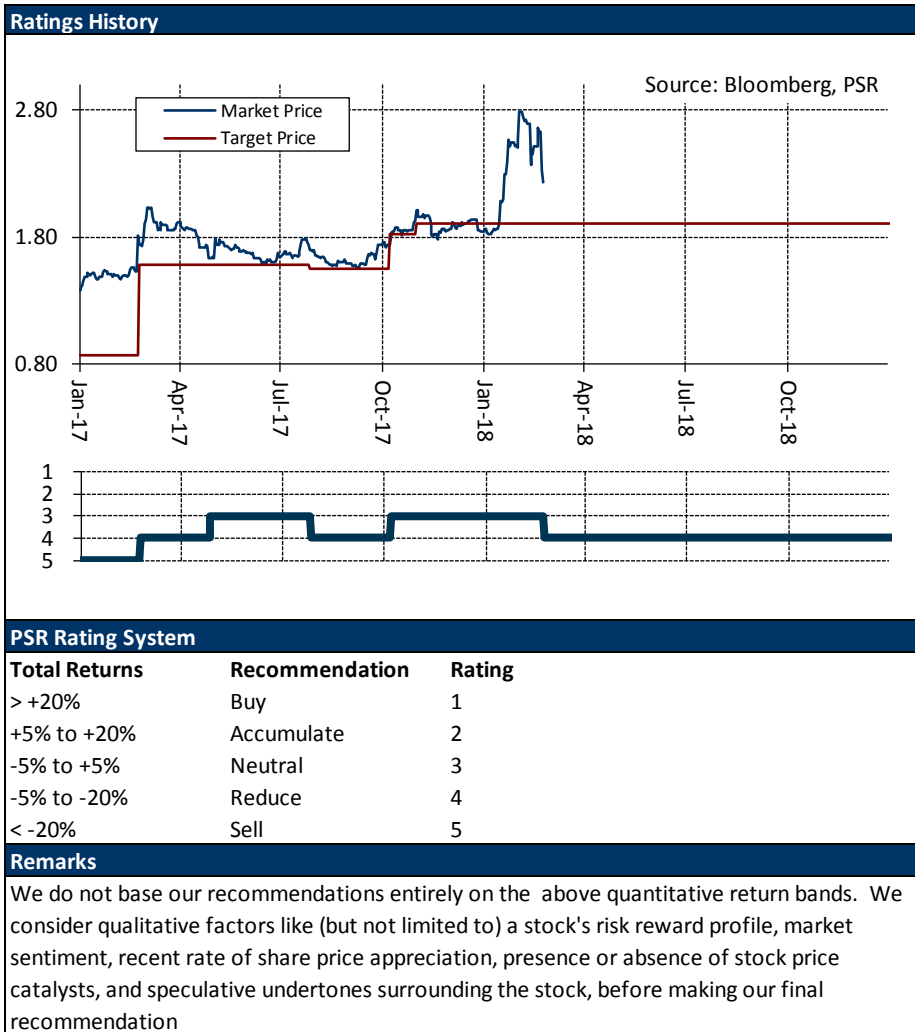 Ratings History
Source: Bloomberg, PSR
Market Price
Target Price
2.80
1.80
0.80
Jan-17
Apr-17
Jul-17
Oct-17
Jan-18
Apr-18
Jul-18
Oct-18
1
2
3
4
5
PSR Rating System
Total Returns Recommendation Rating
> +20% Buy 1
+5% to +20% Accumulate 2
-5% to +5% Neutral 3
-5% to -20% Reduce 4
< -20% Sell 5
Remarks
We do not base our recommendations entirely on the above quantitative return bands. We
consider qualitative factors like (but not limited to) a stock's risk reward profile, market
sentiment, recent rate of share price appreciation, presence or absence of stock price
catalysts, and speculative undertones surrounding the stock, before making our final
recommendation